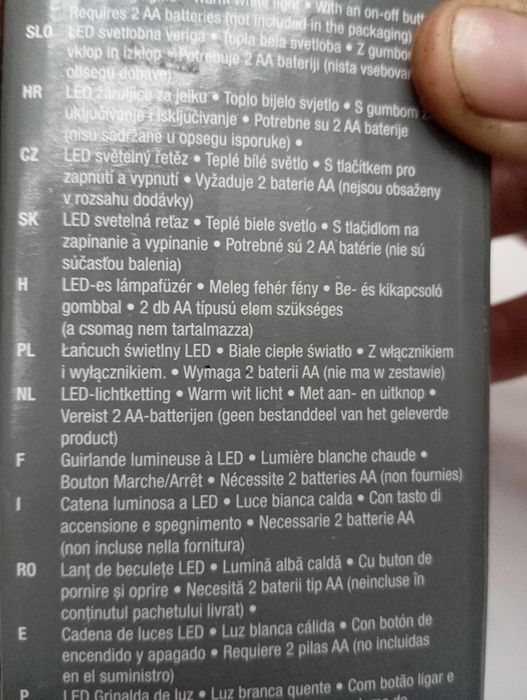 white light • With an on-off butt
Requires 2 AA batteries (not included in the packaging)
SLO LED svetlobna veriga • Topla bela svetloba • Z gumbo
vklop in izklop • Potrebuje 2 AA bateriji (nista vsebovar
obsegu dobave)
HR LED žaruljice za jelku • Toplo bijelo svjetlo • S gumbom z
uključivanje i isključivanje • Potrebne su 2 AA baterije
(nisu sadržane u opsegu isporuke) •
CZ LED světelný řetěz • Teplé bílé světlo • S tlačítkem pro
zapnutí a vypnutí • Vyžaduje 2 baterie AA (nejsou obsaženy
v rozsahu dodávky)
SK LED svetelná reťaz • Teplé biele svetlo • S tlačidlom na
zapínanie a vypínanie • Potrebné sú 2 AA batérie (nie sú
súčasťou balenia)
H LED-es lámpafüzér • Meleg fehér fény • Be- és kikapcsoló
gombbal • 2 db AA típusú elem szükséges
(a csomag nem tartalmazza)
PL Łańcuch świetlny LED • Białe ciepłe światło • Z włącznikiem
i wyłącznikiem. • Wymaga 2 baterii AA (nie ma w zestawie)
NL LED-lichtketting • Warm wit licht • Met aan- en uitknop •
Vereist 2 AA-batterijen (geen bestanddeel van het geleverde
product)
F Guirlande lumineuse à LED • Lumière blanche chaude •
Bouton Marche/Arrêt • Nécessite 2 batteries AA (non fournies)
I Catena luminosa a LED • Luce bianca calda • Con tasto di
accensione e spegnimento • Necessarie 2 batterie AA
(non incluse nella fornitura)
RO Lanț de beculețe LED • Lumină albă caldă • Cu buton de
pornire și oprire • Necesită 2 baterii tip AA (neincluse în
conținutul pachetului livrat) •
E Cadena de luces LED • Luz blanca cálida • Con botón de
encendido y apagado • Requiere 2 pilas AA (no incluidas
en el suministro)
P LED Grinalda de luz • Luz branca quente • Com botão ligar e